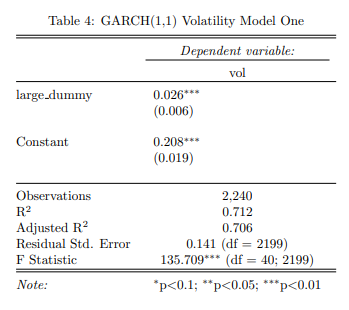 Table 4: GARCH(1,1) Volatility Model One
Dependent variable:
vol
large_dummy 0.026***
(0.006)
Constant 0.208***
(0.019)
Observations 2,240
R² 0.712
Adjusted R² 0.706
Residual Std. Error 0.141 (df = 2199)
F Statistic 135.709*** (df = 40; 2199)
Note: *p<0.1; **p<0.05; ***p<0.01